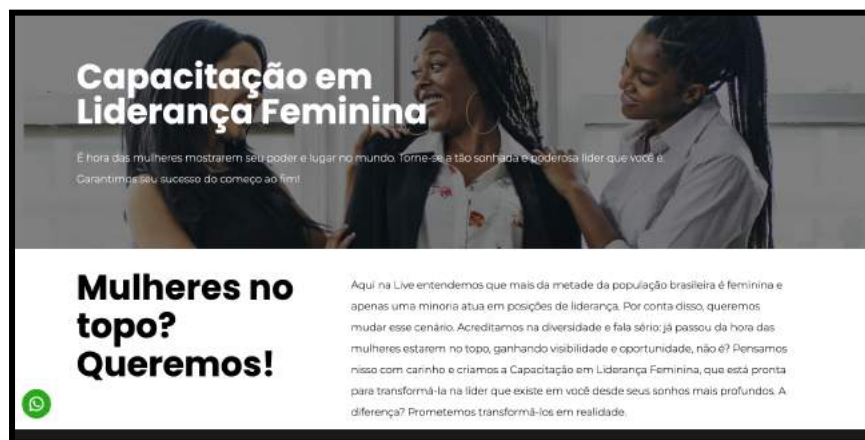 Capacitação em
Liderança Feminina
É hora das mulheres mostrarem seu poder e lugar no mundo. Torne-se a tão sonhada e poderosa líder que você é.
Garantimos seu sucesso do começo ao fim!
Mulheres no
topo?
Queremos!
Aqui na Live entendemos que mais da metade da população brasileira é feminina e
apenas uma minoria atua em posições de liderança. Por conta disso, queremos
mudar esse cenário. Acreditamos na diversidade e fala sério: já passou da hora das
mulheres estarem no topo, ganhando visibilidade e oportunidade, não é? Pensamos
nisso com carinho e criamos a Capacitação em Liderança Feminina, que está pronta
para transformá-la na líder que existe em você desde seus sonhos mais profundos. A
diferença? Prometemos transformá-los em realidade.